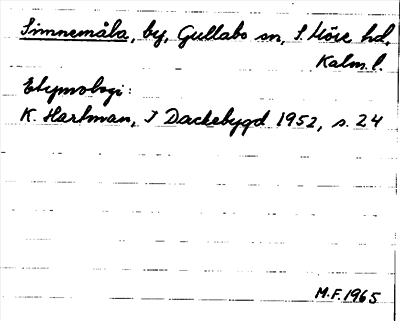 Simnemåla, by, Gullabo sn, S. Möre hd,
Kalm. l.
Etymologi:
K. Hartman, I Dackebygd 1952, s. 24
M.F. 1965